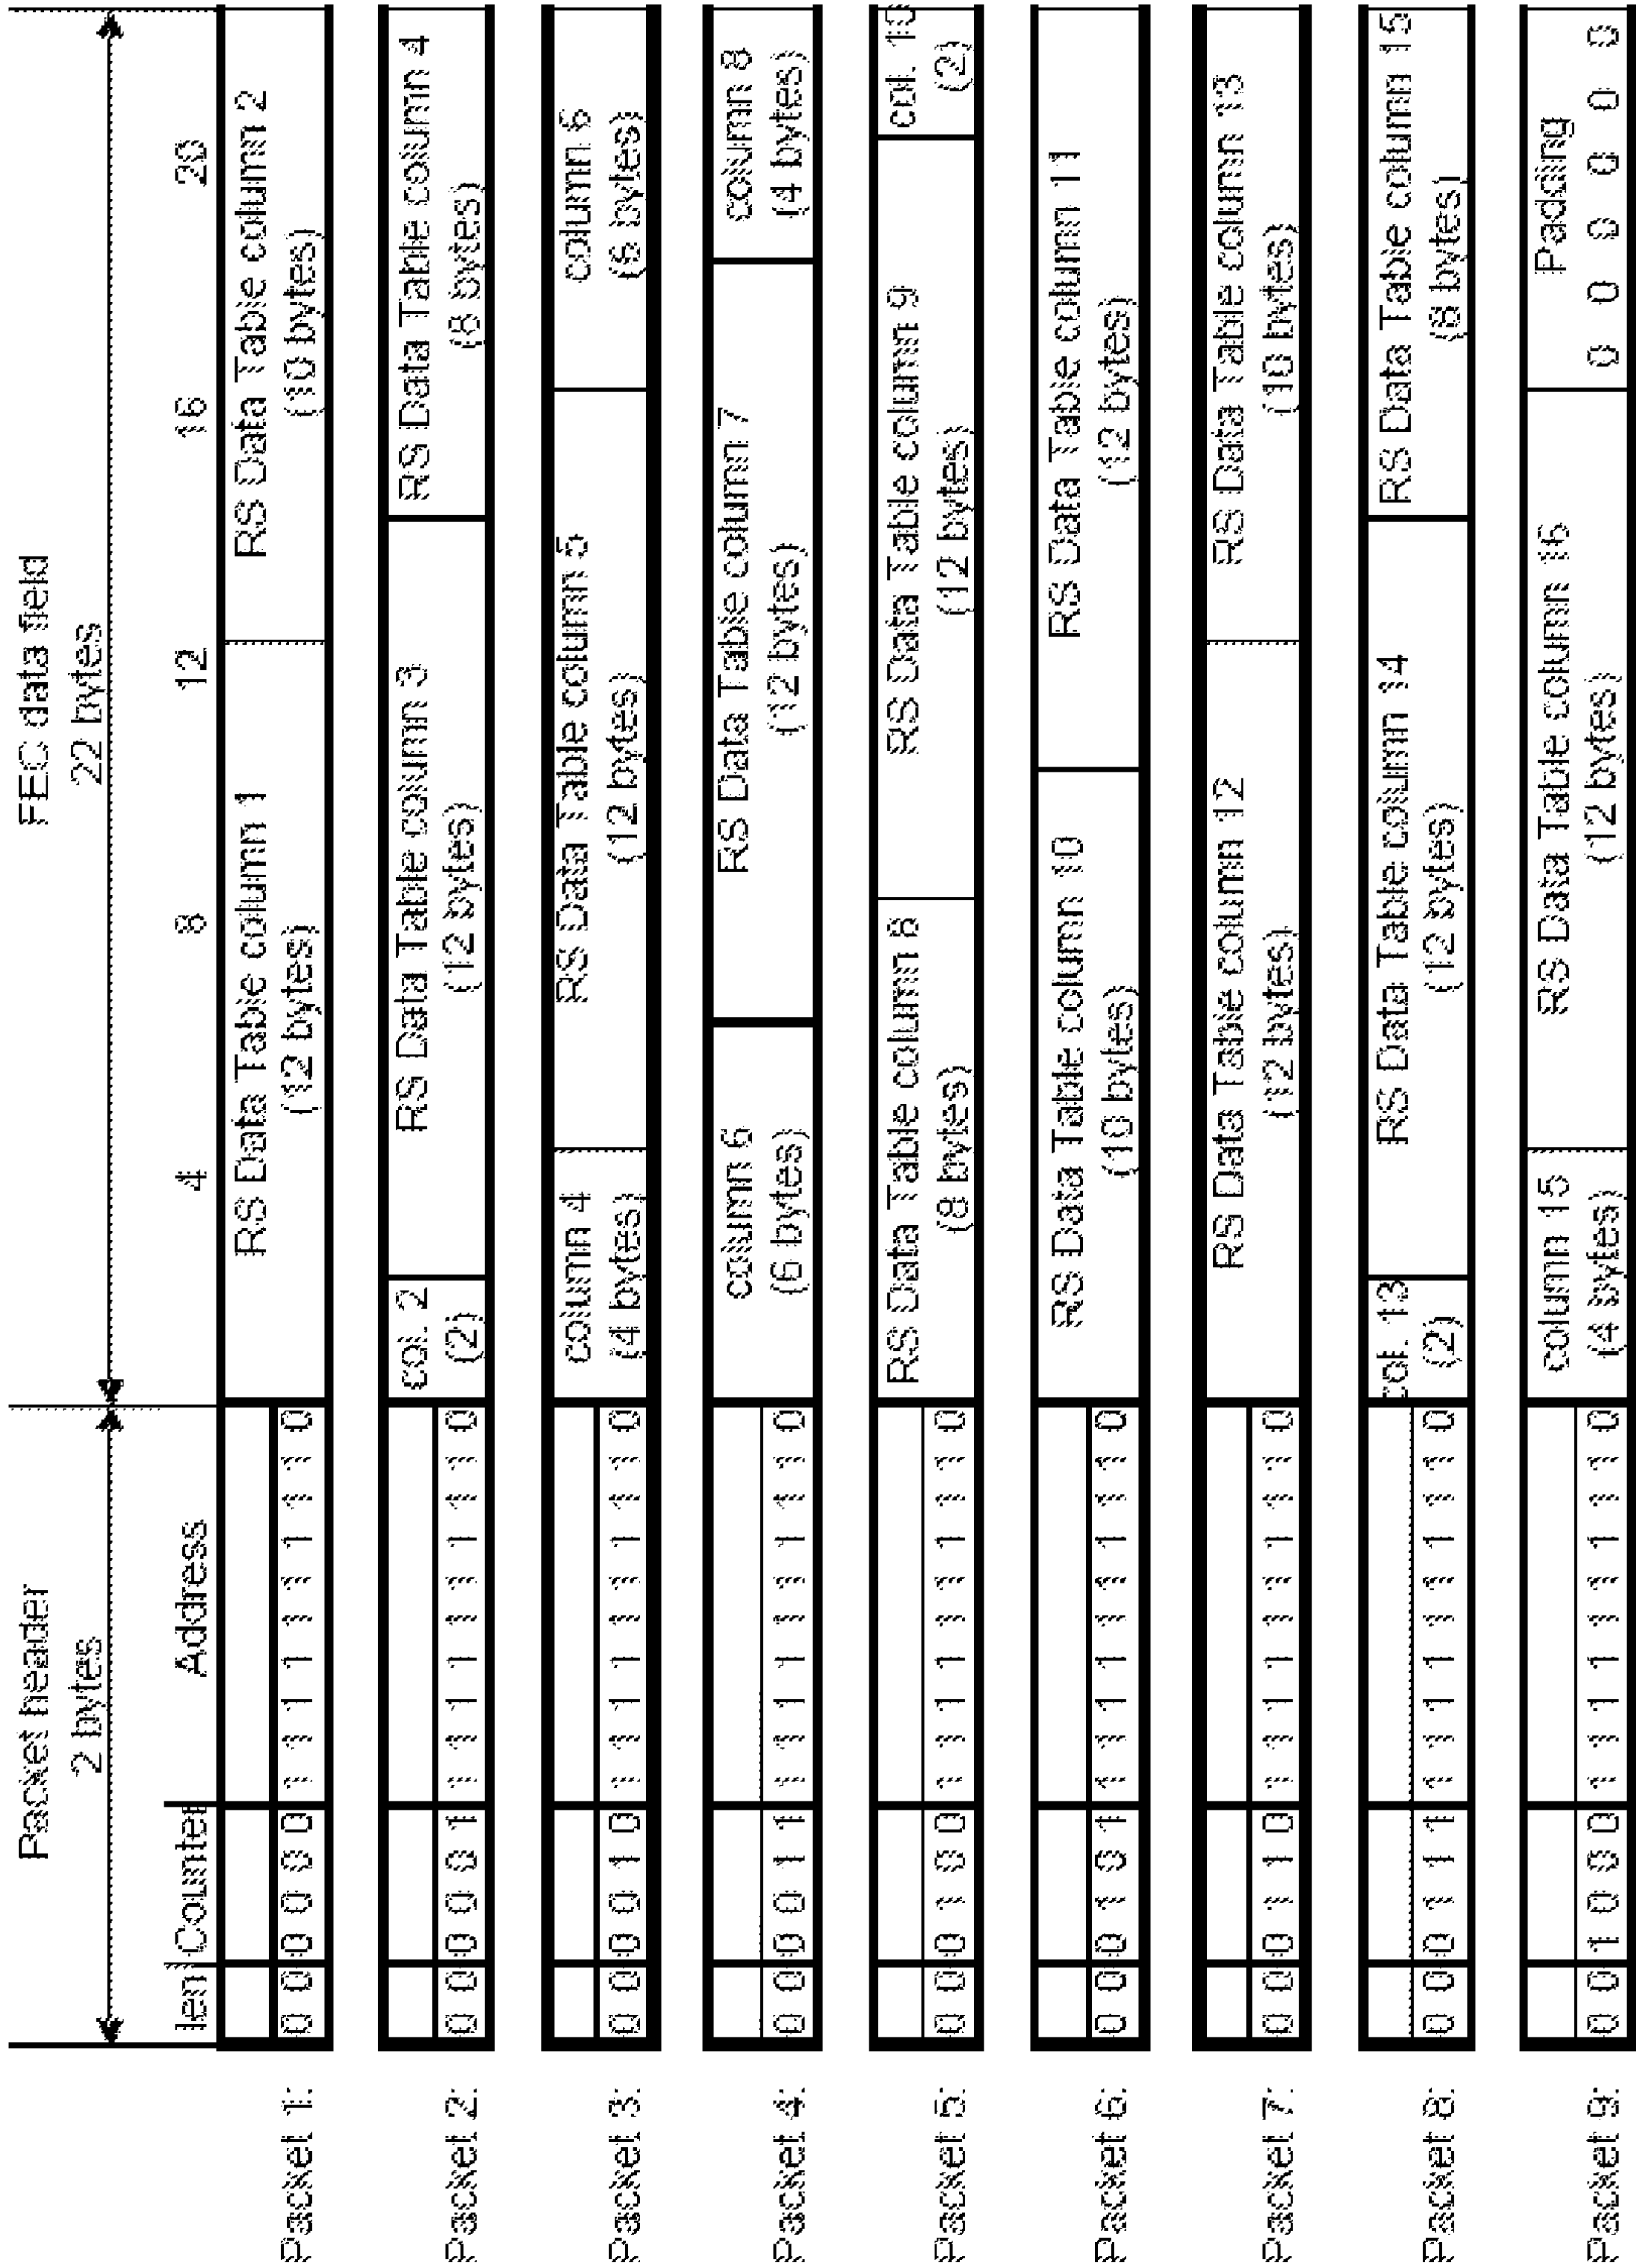 Packet header
2 bytes
FEC data field
22 bytes
len Counter Address 4 8 12 16 20
Packet 1: 0 0 0 0 0 0 1 1 1 1 1 1 1 1 1 0
RS Data Table column 1
(12 bytes)
RS Data Table column 2
(10 bytes)
Packet 2: 0 0 0 0 0 1 1 1 1 1 1 1 1 1 1 0
col. 2
(2)
RS Data Table column 3
(12 bytes)
RS Data Table column 4
(8 bytes)
Packet 3: 0 0 0 0 1 0 1 1 1 1 1 1 1 1 1 0
column 4
(4 bytes)
RS Data Table column 5
(12 bytes)
column 6
(6 bytes)
Packet 4: 0 0 0 0 1 1 1 1 1 1 1 1 1 1 1 0
column 6
(6 bytes)
RS Data Table column 7
(12 bytes)
column 8
(4 bytes)
Packet 5: 0 0 0 1 0 0 1 1 1 1 1 1 1 1 1 0
RS Data Table column 8
(8 bytes)
RS Data Table column 9
(12 bytes)
col. 10
(2)
Packet 6: 0 0 0 1 0 1 1 1 1 1 1 1 1 1 1 0
RS Data Table column 10
(10 bytes)
RS Data Table column 11
(12 bytes)
Packet 7: 0 0 0 1 1 0 1 1 1 1 1 1 1 1 1 0
RS Data Table column 12
(12 bytes)
RS Data Table column 13
(10 bytes)
Packet 8: 0 0 0 1 1 1 1 1 1 1 1 1 1 1 1 0
col. 13
(2)
RS Data Table column 14
(12 bytes)
RS Data Table column 15
(8 bytes)
Packet 9: 0 0 1 0 0 0 1 1 1 1 1 1 1 1 1 0
column 15
(4 bytes)
RS Data Table column 16
(12 bytes)
Padding
0 0 0 0 0 0